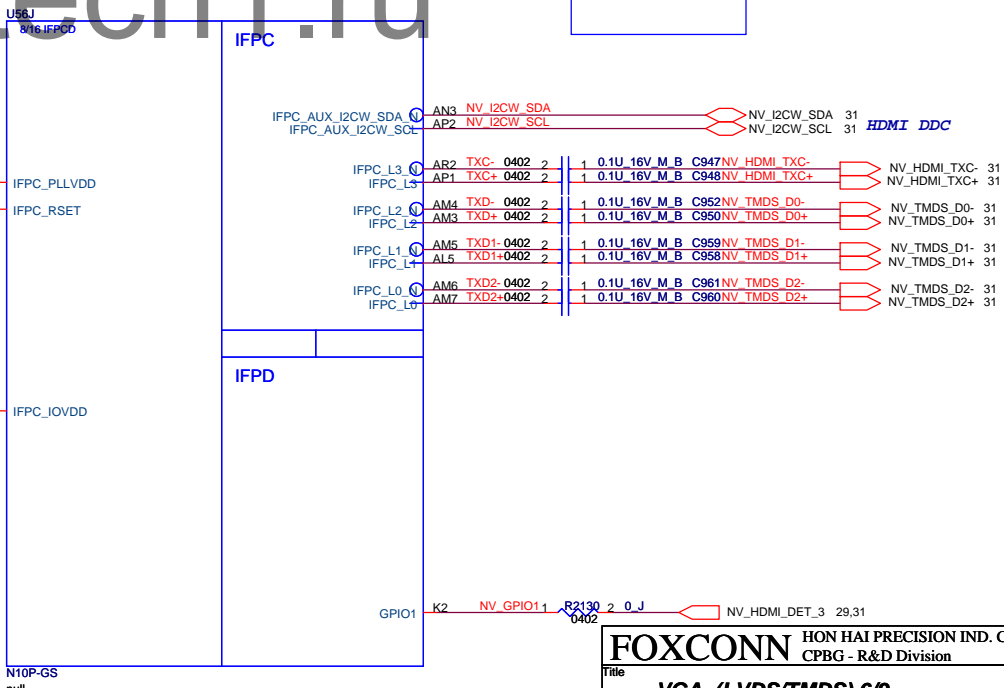 U56J
8/16 IFPCD
ech1.ru
IFPC
IFPC_AUX_I2CW_SDA_N AN3 NV_I2CW_SDA NV_I2CW_SDA 31
IFPC_AUX_I2CW_SCL AP2 NV_I2CW_SCL NV_I2CW_SCL 31
HDMI DDC
IFPC_L3_N AR2 TXC- 0402 2 1 0.1U_16V_M_B C947 NV_HDMI_TXC- NV_HDMI_TXC- 31
IFPC_L3 AP1 TXC+ 0402 2 1 0.1U_16V_M_B C948 NV_HDMI_TXC+ NV_HDMI_TXC+ 31
IFPC_PLLVDD
IFPC_RSET
IFPC_L2_N AM4 TXD- 0402 2 1 0.1U_16V_M_B C952 NV_TMDS_D0- NV_TMDS_D0- 31
IFPC_L2 AM3 TXD+ 0402 2 1 0.1U_16V_M_B C950 NV_TMDS_D0+ NV_TMDS_D0+ 31
IFPC_L1_N AM5 TXD1- 0402 2 1 0.1U_16V_M_B C959 NV_TMDS_D1- NV_TMDS_D1- 31
IFPC_L1 AL5 TXD1+ 0402 2 1 0.1U_16V_M_B C958 NV_TMDS_D1+ NV_TMDS_D1+ 31
IFPC_L0_N AM6 TXD2- 0402 2 1 0.1U_16V_M_B C961 NV_TMDS_D2- NV_TMDS_D2- 31
IFPC_L0 AM7 TXD2+ 0402 2 1 0.1U_16V_M_B C960 NV_TMDS_D2+ NV_TMDS_D2+ 31
IFPD
IFPC_IOVDD
GPIO1 K2 NV_GPIO1 1 R2130 2 0_J NV_HDMI_DET_3 29,31
0402
FOXCONN
HON HAI PRECISION IND. C
CPBG - R&D Division
Title
N10P-GS